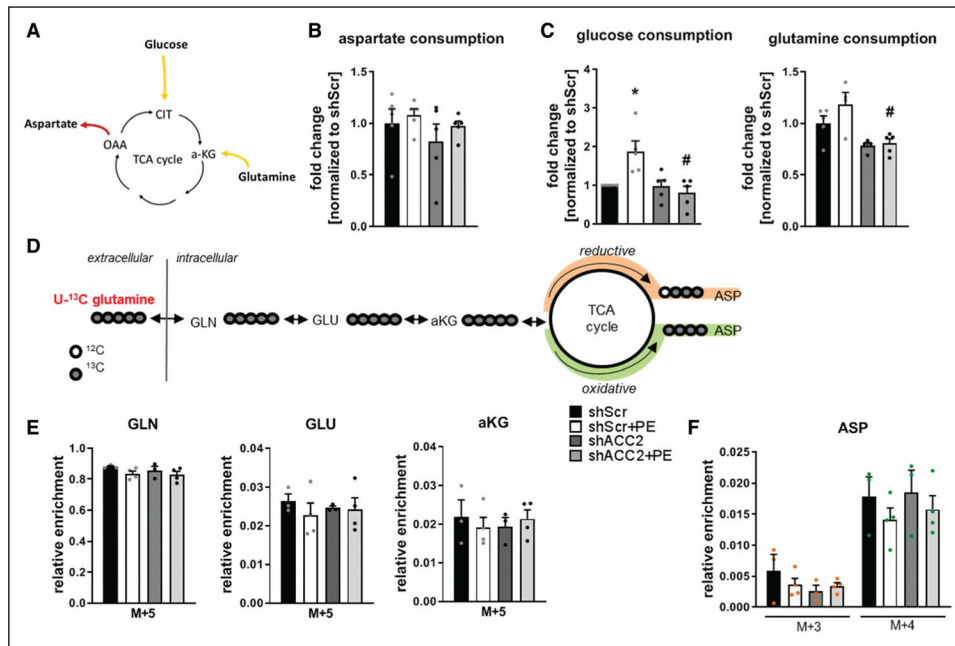 A
Glucose
CIT
Aspartate
OAA
TCA cycle
a-KG
Glutamine
B
aspartate consumption
fold change
[normalized to shScr]
1.5
1.0
0.5
0.0
C
glucose consumption
fold change
[normalized to shScr]
4
3
2
1
0
*
#
glutamine consumption
fold change
[normalized to shScr]
1.5
1.0
0.5
0.0
#
D
extracellular
intracellular
U-¹³C glutamine
GLN
GLU
aKG
¹²C
¹³C
reductive
TCA
cycle
oxidative
ASP
ASP
shScr
shScr+PE
shACC2
shACC2+PE
E
GLN
relative enrichment
1.0
0.8
0.6
0.4
0.2
0.0
M+5
GLU
relative enrichment
0.04
0.03
0.02
0.01
0.00
M+5
aKG
relative enrichment
0.04
0.03
0.02
0.01
0.00
M+5
F
ASP
relative enrichment
0.025
0.020
0.015
0.010
0.005
0.000
M+3
M+4